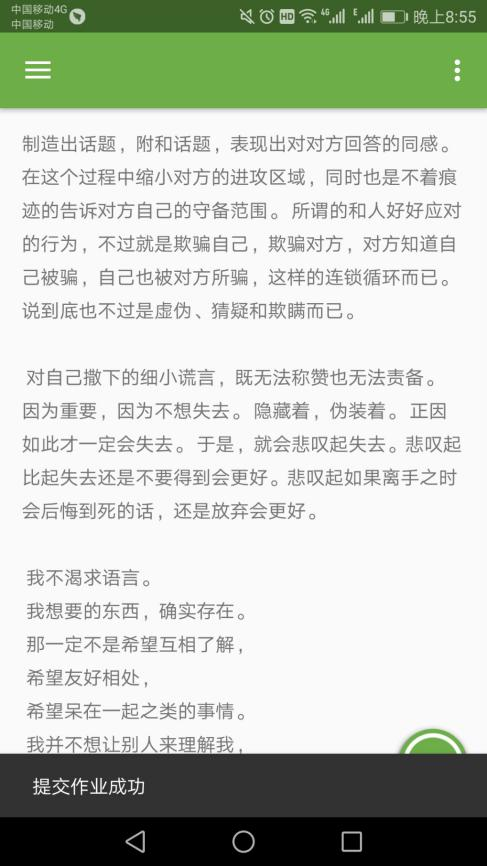 中国移动4G
中国移动
HD 4G E 晚上8:55
制造出话题，附和话题，表现出对对方回答的同感。
在这个过程中缩小对方的进攻区域，同时也是不着痕
迹的告诉对方自己的守备范围。所谓的和人好好应对
的行为，不过就是欺骗自己，欺骗对方，对方知道自
己被骗，自己也被对方所骗，这样的连锁循环而已。
说到底也不过是虚伪、猜疑和欺瞒而已。
对自己撒下的细小谎言，既无法称赞也无法责备。
因为重要，因为不想失去。隐藏着，伪装着。正因
如此才一定会失去。于是，就会悲叹起失去。悲叹起
比起失去还是不要得到会更好。悲叹起如果离手之时
会后悔到死的话，还是放弃会更好。
我不渴求语言。
我想要的东西，确实存在。
那一定不是希望互相了解，
希望友好相处，
希望呆在一起之类的事情。
我并不想让别人来理解我，
提交作业成功